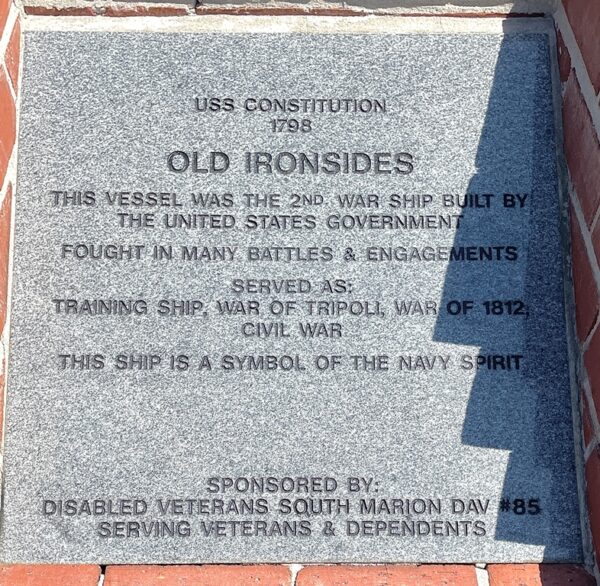 USS CONSTITUTION
1798
OLD IRONSIDES
THIS VESSEL WAS THE 2ND. WAR SHIP BUILT BY
THE UNITED STATES GOVERNMENT
FOUGHT IN MANY BATTLES & ENGAGEMENTS
SERVED AS:
TRAINING SHIP, WAR OF TRIPOLI, WAR OF 1812,
CIVIL WAR
THIS SHIP IS A SYMBOL OF THE NAVY SPIRIT
SPONSORED BY:
DISABLED VETERANS SOUTH MARION DAV #85
SERVING VETERANS & DEPENDENTS